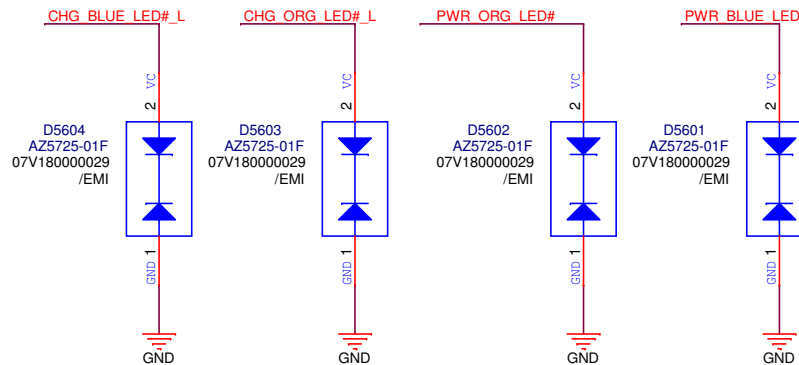 CHG_BLUE_LED#_L
CHG_ORG_LED#_L
PWR_ORG_LED#
PWR_BLUE_LED
VC
2
D5604
AZ5725-01F
07V180000029
/EMI
1
GND
GND
VC
2
D5603
AZ5725-01F
07V180000029
/EMI
1
GND
GND
VC
2
D5602
AZ5725-01F
07V180000029
/EMI
1
GND
GND
VC
2
D5601
AZ5725-01F
07V180000029
/EMI
1
GND
GND